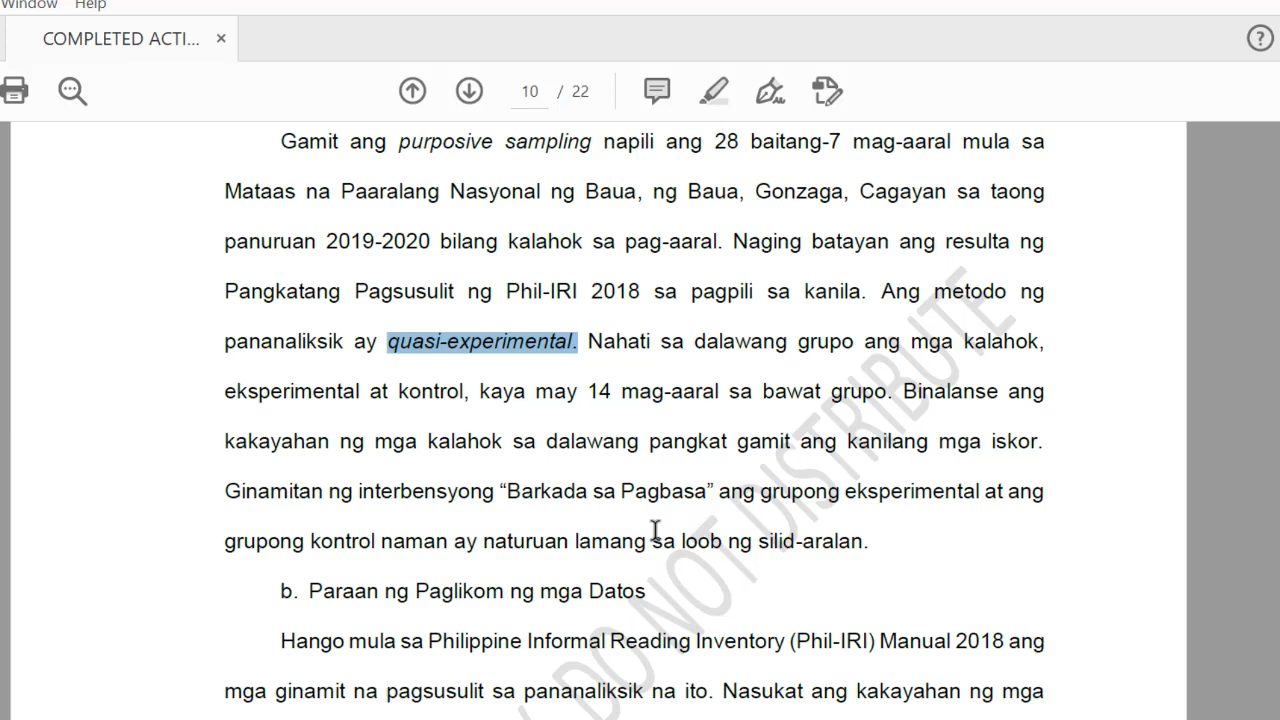 Window Help
COMPLETED ACTI... ×
?
10 / 22
Gamit ang purposive sampling napili ang 28 baitang-7 mag-aaral mula sa
Mataas na Paaralang Nasyonal ng Baua, ng Baua, Gonzaga, Cagayan sa taong
panuruan 2019-2020 bilang kalahok sa pag-aaral. Naging batayan ang resulta ng
Pangkatang Pagsusulit ng Phil-IRI 2018 sa pagpili sa kanila. Ang metodo ng
pananaliksik ay quasi-experimental. Nahati sa dalawang grupo ang mga kalahok,
eksperimental at kontrol, kaya may 14 mag-aaral sa bawat grupo. Binalanse ang
kakayahan ng mga kalahok sa dalawang pangkat gamit ang kanilang mga iskor.
Ginamitan ng interbensyong “Barkada sa Pagbasa” ang grupong eksperimental at ang
grupong kontrol naman ay naturuan lamang sa loob ng silid-aralan.
b. Paraan ng Paglikom ng mga Datos
Hango mula sa Philippine Informal Reading Inventory (Phil-IRI) Manual 2018 ang
mga ginamit na pagsusulit sa pananaliksik na ito. Nasukat ang kakayahan ng mga
DO NOT DISTRIBUTE